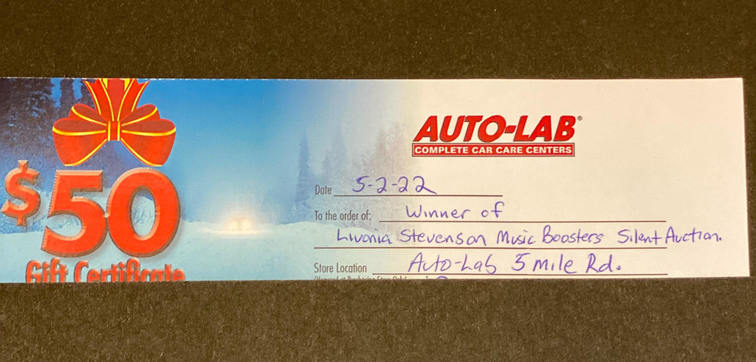 $50
Gift Certificate
AUTO-LAB®
COMPLETE CAR CARE CENTERS
Date 5-2-22
To the order of: Winner of
Livonia Stevenson Music Boosters Silent Auction.
Store Location Auto-Lab 5 mile Rd.